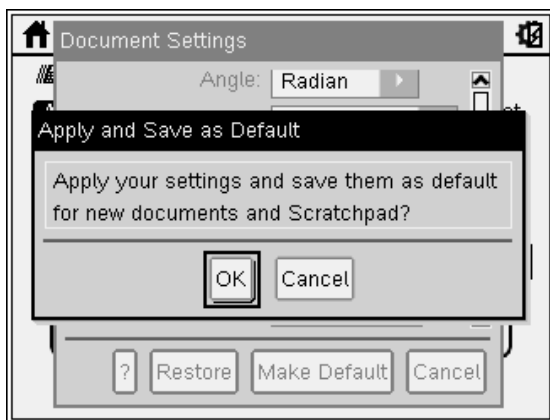 Document Settings
Angle: Radian
Apply and Save as Default
Apply your settings and save them as default
for new documents and Scratchpad?
OK Cancel
? Restore Make Default Cancel